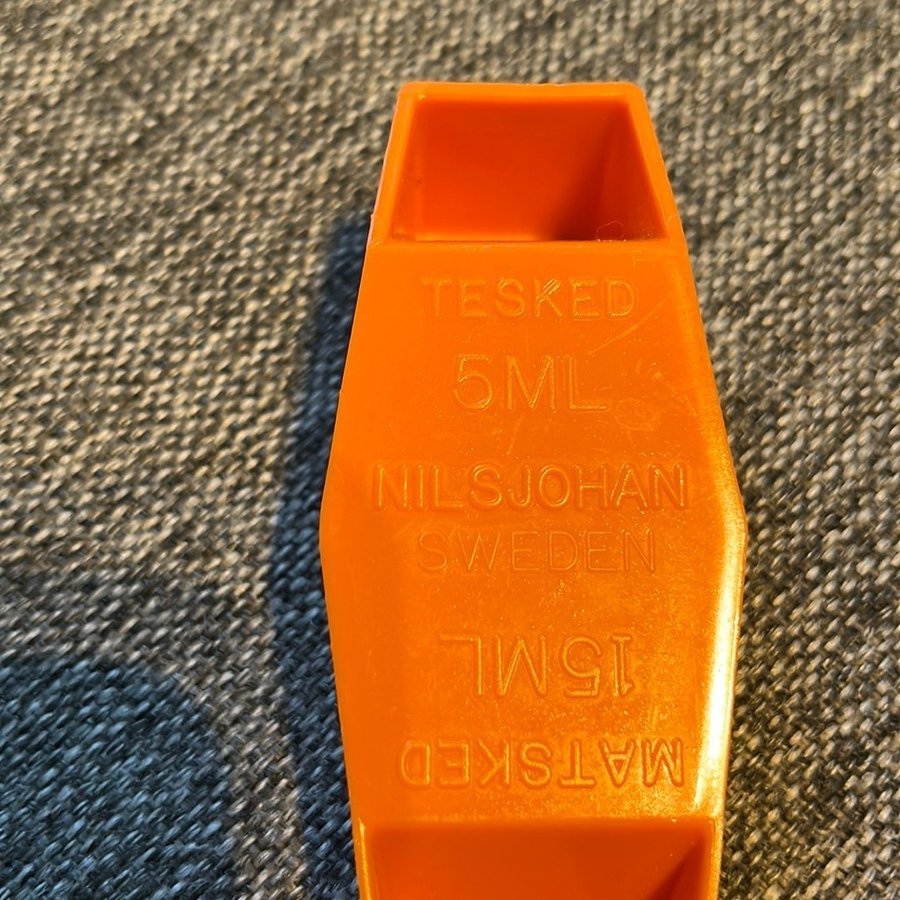 TESKED
5ML
NILSJOHAN
SWEDEN
15ML
MATSKED